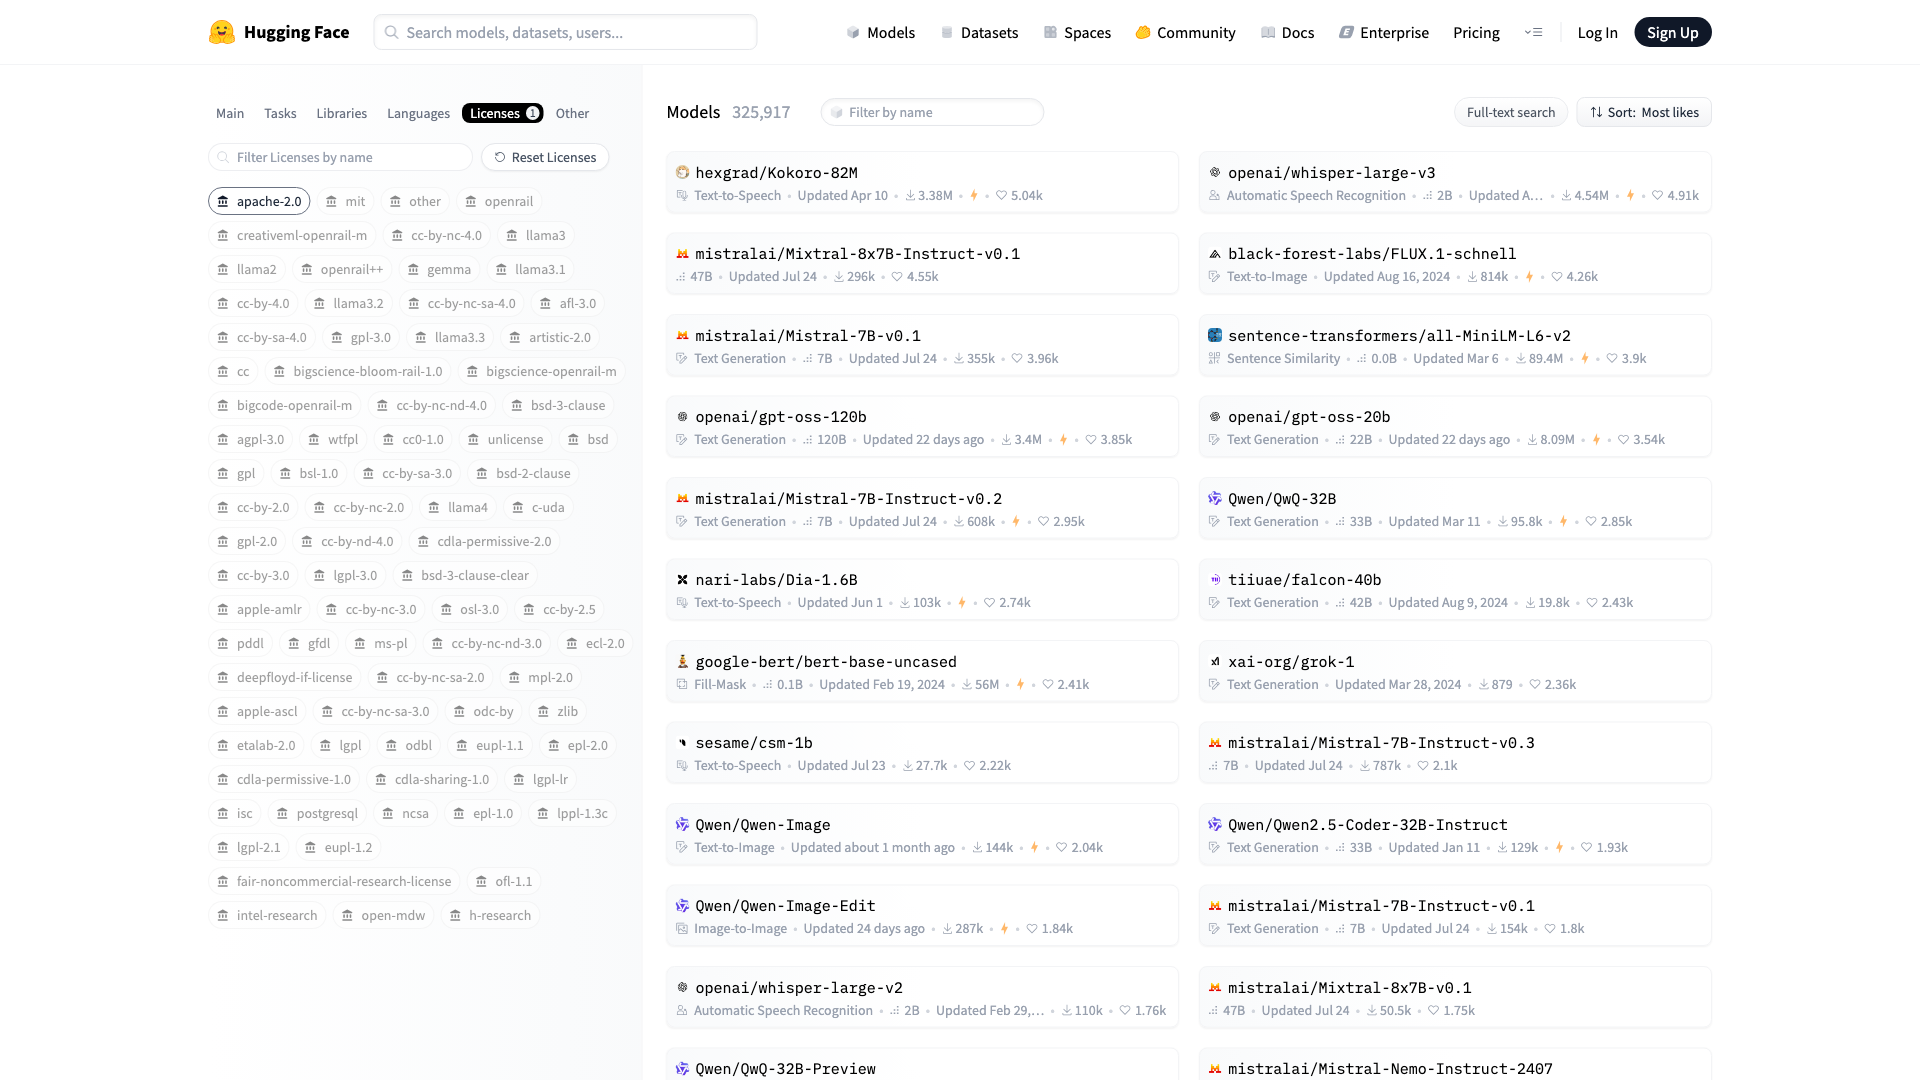 Hugging Face
Search models, datasets, users...
Models
Datasets
Spaces
Community
Docs
Enterprise
Pricing
Log In
Sign Up
Main
Tasks
Libraries
Languages
Licenses 1
Other
Filter Licenses by name
Reset Licenses
apache-2.0 mit other openrail
creativeml-openrail-m cc-by-nc-4.0 llama3
llama2 openrail++ gemma llama3.1
cc-by-4.0 llama3.2 cc-by-nc-sa-4.0 afl-3.0
cc-by-sa-4.0 gpl-3.0 llama3.3 artistic-2.0
cc bigscience-bloom-rail-1.0 bigscience-openrail-m
bigcode-openrail-m cc-by-nc-nd-4.0 bsd-3-clause
agpl-3.0 wtfpl cc0-1.0 unlicense bsd
gpl bsl-1.0 cc-by-sa-3.0 bsd-2-clause
cc-by-2.0 cc-by-nc-2.0 llama4 c-uda
gpl-2.0 cc-by-nd-4.0 cdla-permissive-2.0
cc-by-3.0 lgpl-3.0 bsd-3-clause-clear
apple-amlr cc-by-nc-3.0 osl-3.0 cc-by-2.5
pddl gfdl ms-pl cc-by-nc-nd-3.0 ecl-2.0
deepfloyd-if-license cc-by-nc-sa-2.0 mpl-2.0
apple-ascl cc-by-nc-sa-3.0 odc-by zlib
etalab-2.0 lgpl odbl eupl-1.1 epl-2.0
cdla-permissive-1.0 cdla-sharing-1.0 lgpl-lr
isc postgresql ncsa epl-1.0 lppl-1.3c
lgpl-2.1 eupl-1.2
fair-noncommercial-research-license ofl-1.1
intel-research open-mdw h-research
Models 325,917
Filter by name
Full-text search
Sort: Most likes
hexgrad/Kokoro-82M
Text-to-Speech • Updated Apr 10 • 3.38M • • 5.04k
openai/whisper-large-v3
Automatic Speech Recognition • 2B • Updated A... • 4.54M • • 4.91k
mistralai/Mixtral-8x7B-Instruct-v0.1
47B • Updated Jul 24 • 296k • 4.55k
black-forest-labs/FLUX.1-schnell
Text-to-Image • Updated Aug 16, 2024 • 814k • • 4.26k
mistralai/Mistral-7B-v0.1
Text Generation • 7B • Updated Jul 24 • 355k • 3.96k
sentence-transformers/all-MiniLM-L6-v2
Sentence Similarity • 0.0B • Updated Mar 6 • 89.4M • • 3.9k
openai/gpt-oss-120b
Text Generation • 120B • Updated 22 days ago • 3.4M • • 3.85k
openai/gpt-oss-20b
Text Generation • 22B • Updated 22 days ago • 8.09M • • 3.54k
mistralai/Mistral-7B-Instruct-v0.2
Text Generation • 7B • Updated Jul 24 • 608k • • 2.95k
Qwen/QwQ-32B
Text Generation • 33B • Updated Mar 11 • 95.8k • • 2.85k
nari-labs/Dia-1.6B
Text-to-Speech • Updated Jun 1 • 103k • • 2.74k
tiiuae/falcon-40b
Text Generation • 42B • Updated Aug 9, 2024 • 19.8k • 2.43k
google-bert/bert-base-uncased
Fill-Mask • 0.1B • Updated Feb 19, 2024 • 56M • • 2.41k
xai-org/grok-1
Text Generation • Updated Mar 28, 2024 • 879 • 2.36k
sesame/csm-1b
Text-to-Speech • Updated Jul 23 • 27.7k • 2.22k
mistralai/Mistral-7B-Instruct-v0.3
7B • Updated Jul 24 • 787k • 2.1k
Qwen/Qwen-Image
Text-to-Image • Updated about 1 month ago • 144k • • 2.04k
Qwen/Qwen2.5-Coder-32B-Instruct
Text Generation • 33B • Updated Jan 11 • 129k • • 1.93k
Qwen/Qwen-Image-Edit
Image-to-Image • Updated 24 days ago • 287k • • 1.84k
mistralai/Mistral-7B-Instruct-v0.1
Text Generation • 7B • Updated Jul 24 • 154k • 1.8k
openai/whisper-large-v2
Automatic Speech Recognition • 2B • Updated Feb 29,... • 110k • 1.76k
mistralai/Mixtral-8x7B-v0.1
47B • Updated Jul 24 • 50.5k • 1.75k
Qwen/QwQ-32B-Preview
mistralai/Mistral-Nemo-Instruct-2407